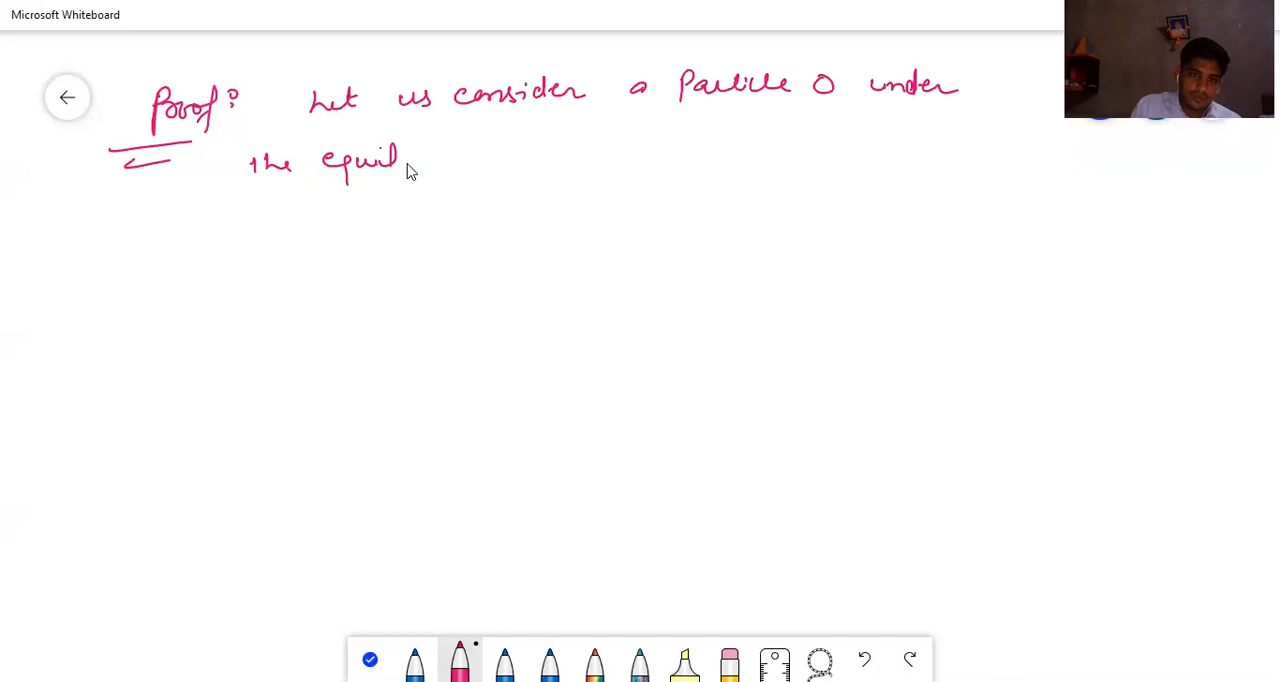 Microsoft Whiteboard
Proof: Let us consider a Particle O under
the equil